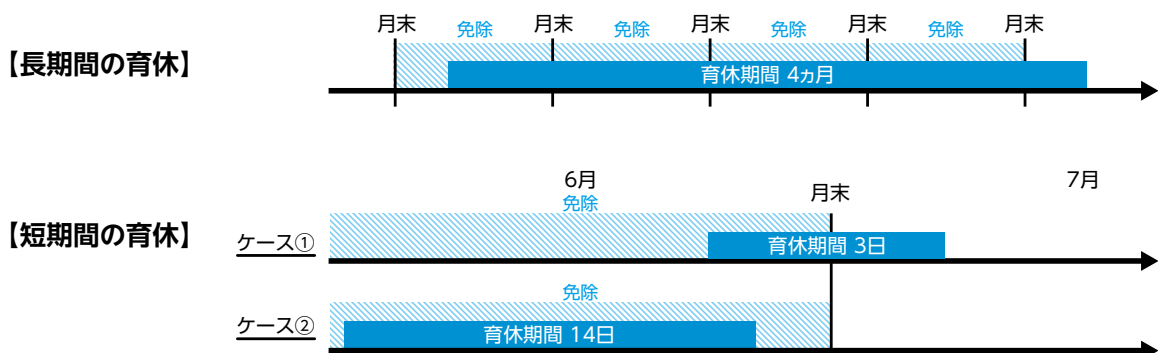 月末 免除 月末 免除 月末 免除 月末 免除 月末
【長期間の育休】
育休期間 4ヵ月
6月 7月
免除
月末
【短期間の育休】
ケース①
育休期間 3日
免除
ケース②
育休期間 14日